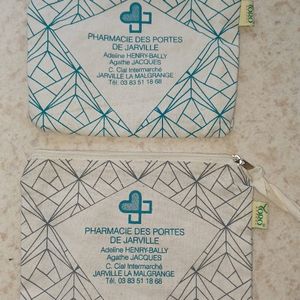 PHARMACIE DES PORTES
DE JARVILLE
Adeline HENRY-BALLY
Agathe JACQUES
C. Cial Intermarché
JARVILLE LA MALGRANGE
Tél. 03 83 51 18 68
PHARMACIE DES PORTES
DE JARVILLE
Adeline HENRY-BALLY
Agathe JACQUES
C. Cial Intermarché
JARVILLE LA MALGRANGE
Tél. 03 83 51 18 68